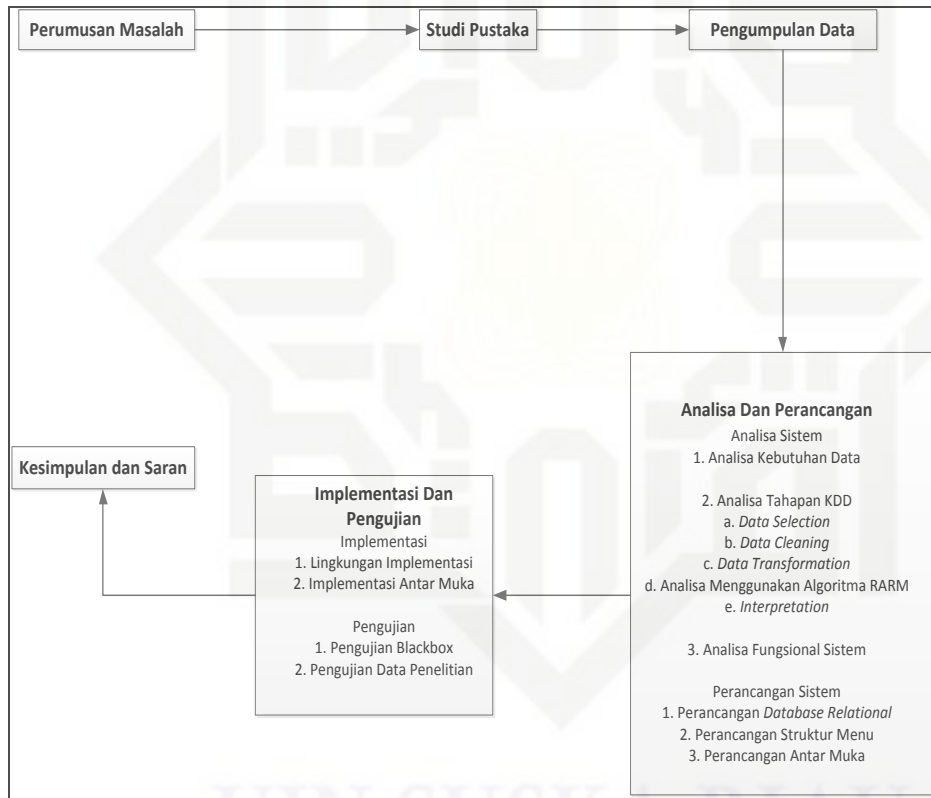 Perumusan Masalah
Studi Pustaka
Pengumpulan Data
Analisa Dan Perancangan
Analisa Sistem
1. Analisa Kebutuhan Data
2. Analisa Tahapan KDD
a. Data Selection
b. Data Cleaning
c. Data Transformation
d. Analisa Menggunakan Algoritma RARM
e. Interpretation
3. Analisa Fungsional Sistem
Perancangan Sistem
1. Perancangan Database Relational
2. Perancangan Struktur Menu
3. Perancangan Antar Muka
Implementasi Dan
Pengujian
Implementasi
1. Lingkungan Implementasi
2. Implementasi Antar Muka
Pengujian
1. Pengujian Blackbox
2. Pengujian Data Penelitian
Kesimpulan dan Saran